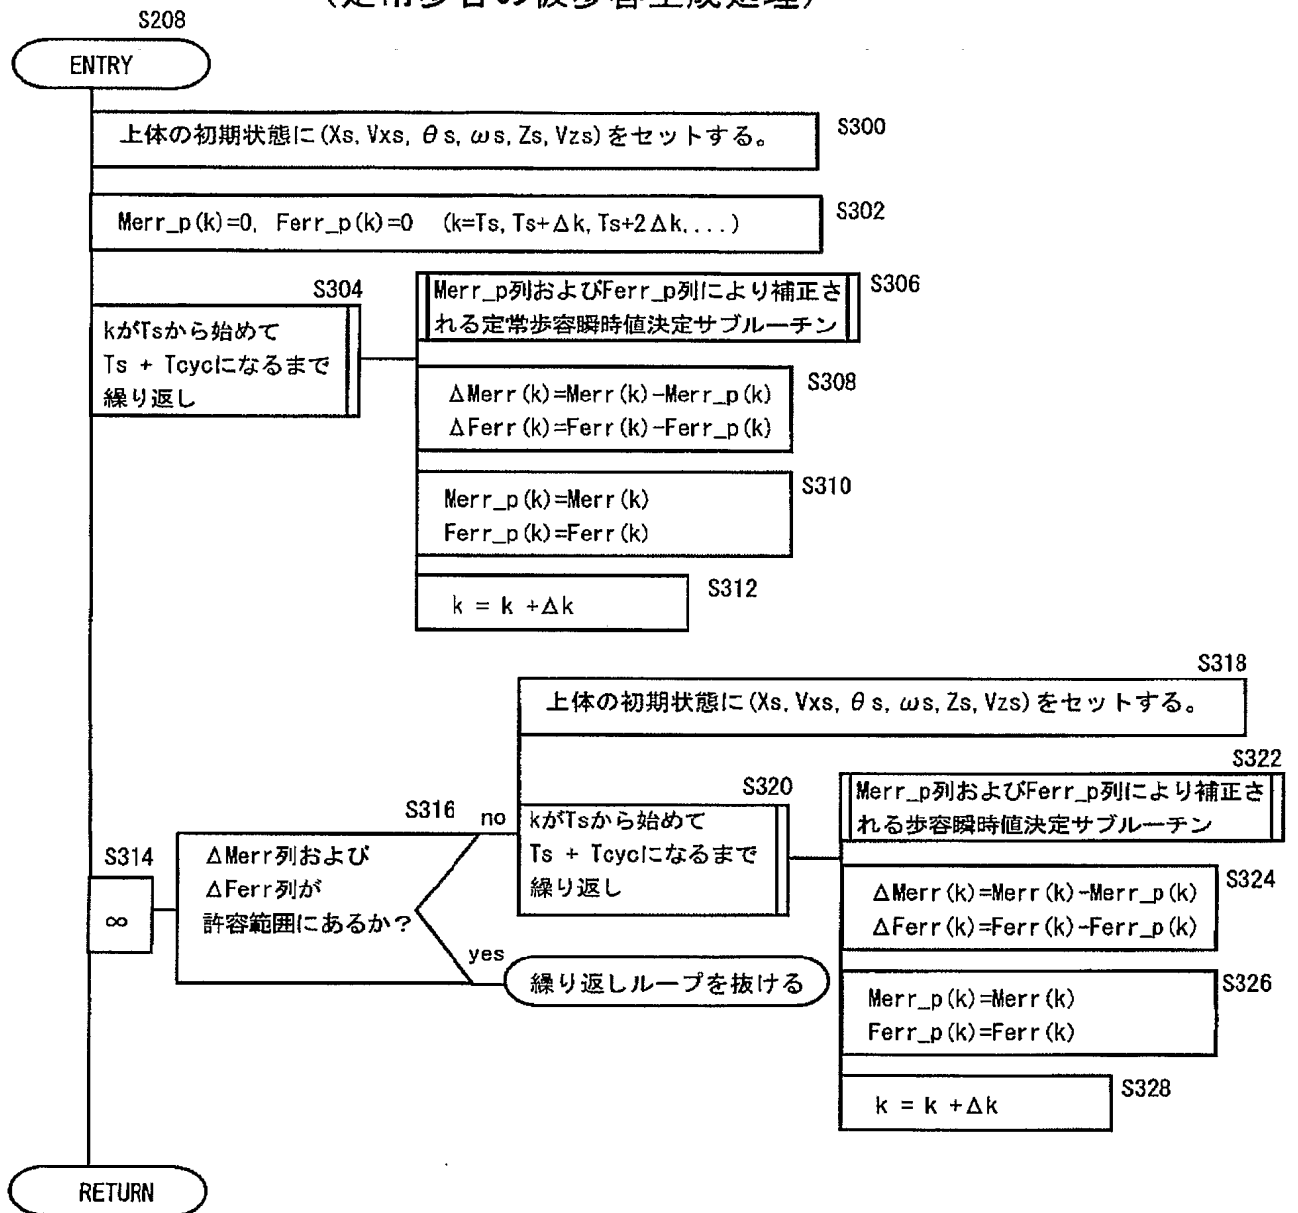 (定常歩容の仮歩容生成処理)
S208
ENTRY
上体の初期状態に(Xs, Vxs, θs, ωs, Zs, Vzs)をセットする。
S300
Merr_p(k)=0, Ferr_p(k)=0 (k=Ts, Ts+Δk, Ts+2Δk, ....)
S302
S304
kがTsから始めて
Ts + Tcycになるまで
繰り返し
S306
Merr_p列およびFerr_p列により補正さ
れる定常歩容瞬時値決定サブルーチン
S308
ΔMerr(k)=Merr(k)-Merr_p(k)
ΔFerr(k)=Ferr(k)-Ferr_p(k)
S310
Merr_p(k)=Merr(k)
Ferr_p(k)=Ferr(k)
S312
k = k +Δk
S318
上体の初期状態に(Xs, Vxs, θs, ωs, Zs, Vzs)をセットする。
S314
∞
S316
ΔMerr列および
ΔFerr列が
許容範囲にあるか?
no
yes
繰り返しループを抜ける
S320
kがTsから始めて
Ts + Tcycになるまで
繰り返し
S322
Merr_p列およびFerr_p列により補正さ
れる歩容瞬時値決定サブルーチン
S324
ΔMerr(k)=Merr(k)-Merr_p(k)
ΔFerr(k)=Ferr(k)-Ferr_p(k)
S326
Merr_p(k)=Merr(k)
Ferr_p(k)=Ferr(k)
S328
k = k +Δk
RETURN